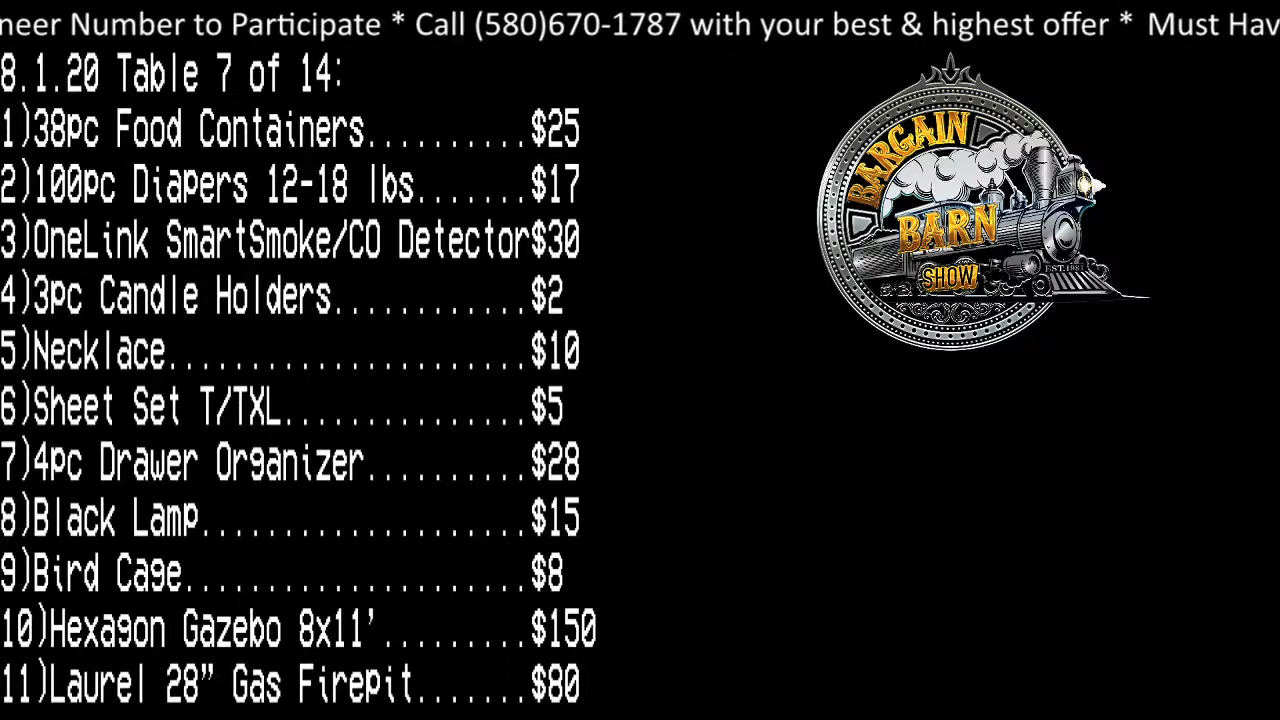 neer Number to Participate * Call (580)670-1787 with your best & highest offer * Must Hav
8.1.20 Table 7 of 14:
1)38pc Food Containers..........$25
2)100pc Diapers 12-18 lbs.......$17
3)OneLink SmartSmoke/CO Detector$30
4)3pc Candle Holders............$2
5)Necklace......................$10
6)Sheet Set T/TXL...............$5
7)4pc Drawer Organizer..........$28
8)Black Lamp....................$15
9)Bird Cage.....................$8
10)Hexagon Gazebo 8x11'.........$150
11)Laurel 28" Gas Firepit.......$80
BARGAIN
BARN
SHOW